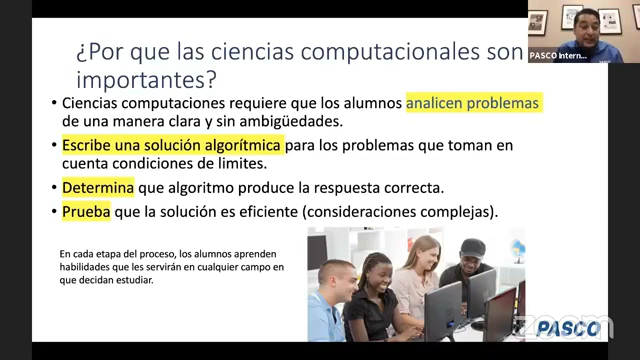 ¿Por que las ciencias computacionales son
importantes?
• Ciencias computaciones requiere que los alumnos analicen problemas
de una manera clara y sin ambigüedades.
• Escribe una solución algorítmica para los problemas que toman en
cuenta condiciones de limites.
• Determina que algoritmo produce la respuesta correcta.
• Prueba que la solución es eficiente (consideraciones complejas).
En cada etapa del proceso, los alumnos aprenden
habilidades que les servirán en cualquier campo en
que decidan estudiar.
PASCO Intern...
zoom
PASCO